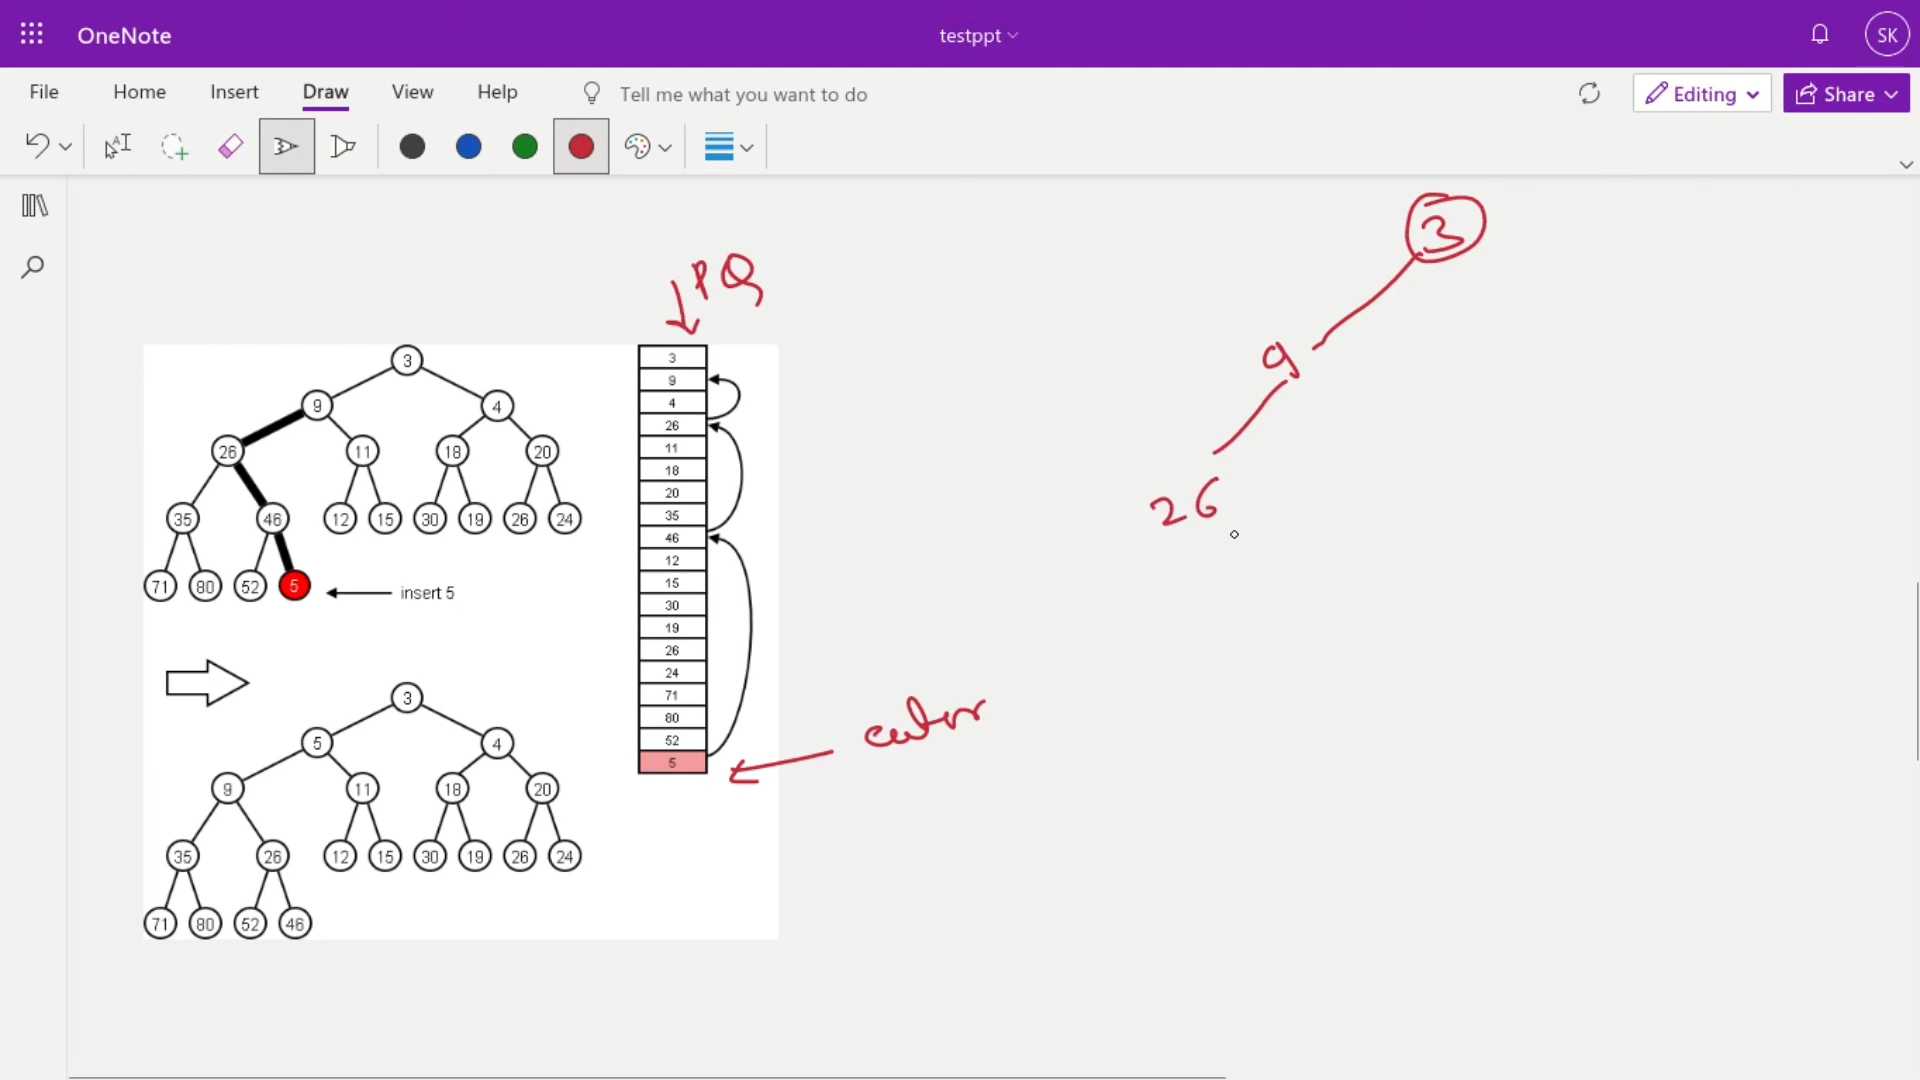 OneNote
testppt
SK
File Home Insert Draw View Help Tell me what you want to do Editing Share
PQ
3
9
26
3
9 4
26 11 18 20
35 46 12 15 30 19 26 24
71 80 52 5 insert 5
3
9
4
26
11
18
20
35
46
12
15
30
19
26
24
71
80
52
5
3
5 4
9 11 18 20
35 26 12 15 30 19 26 24
71 80 52 46